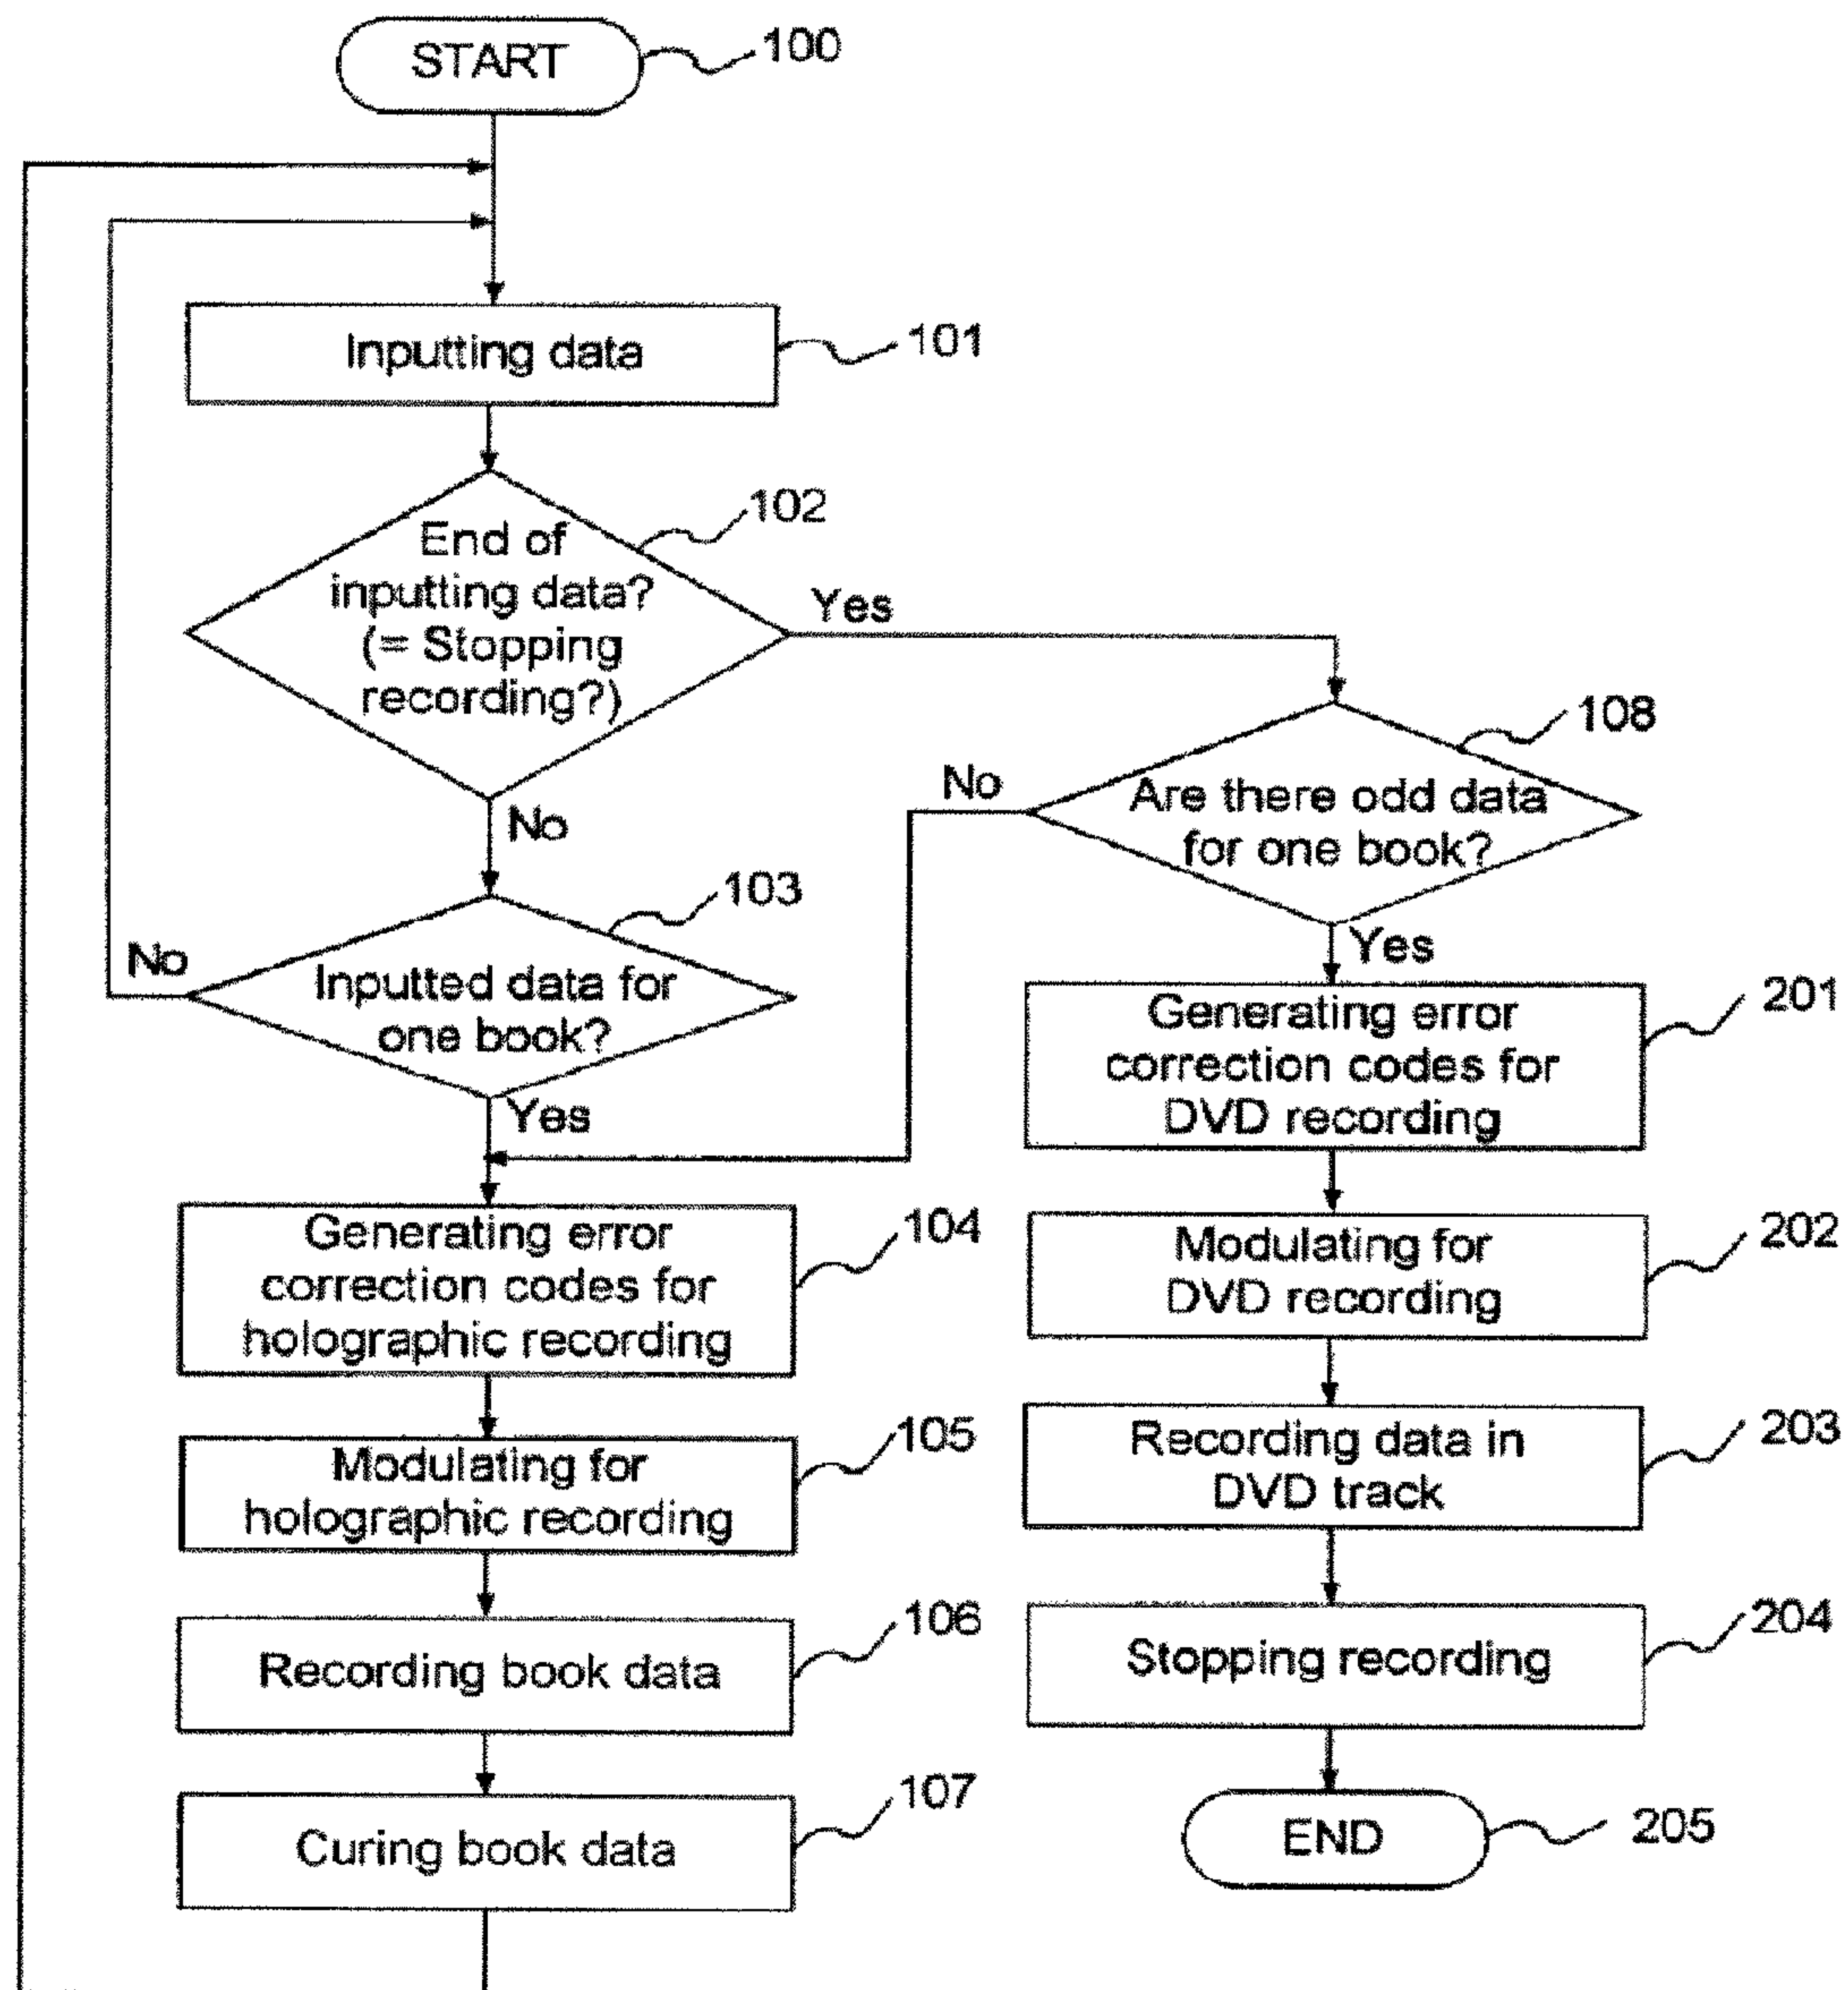 START
100
Inputting data
101
End of
inputting data?
(= Stopping
recording?)
102
Yes
No
Are there odd data
for one book?
108
No
Yes
Inputted data for
one book?
103
No
Yes
Generating error
correction codes for
holographic recording
104
Modulating for
holographic recording
105
Recording book data
106
Curing book data
107
Generating error
correction codes for
DVD recording
201
Modulating for
DVD recording
202
Recording data in
DVD track
203
Stopping recording
204
END
205